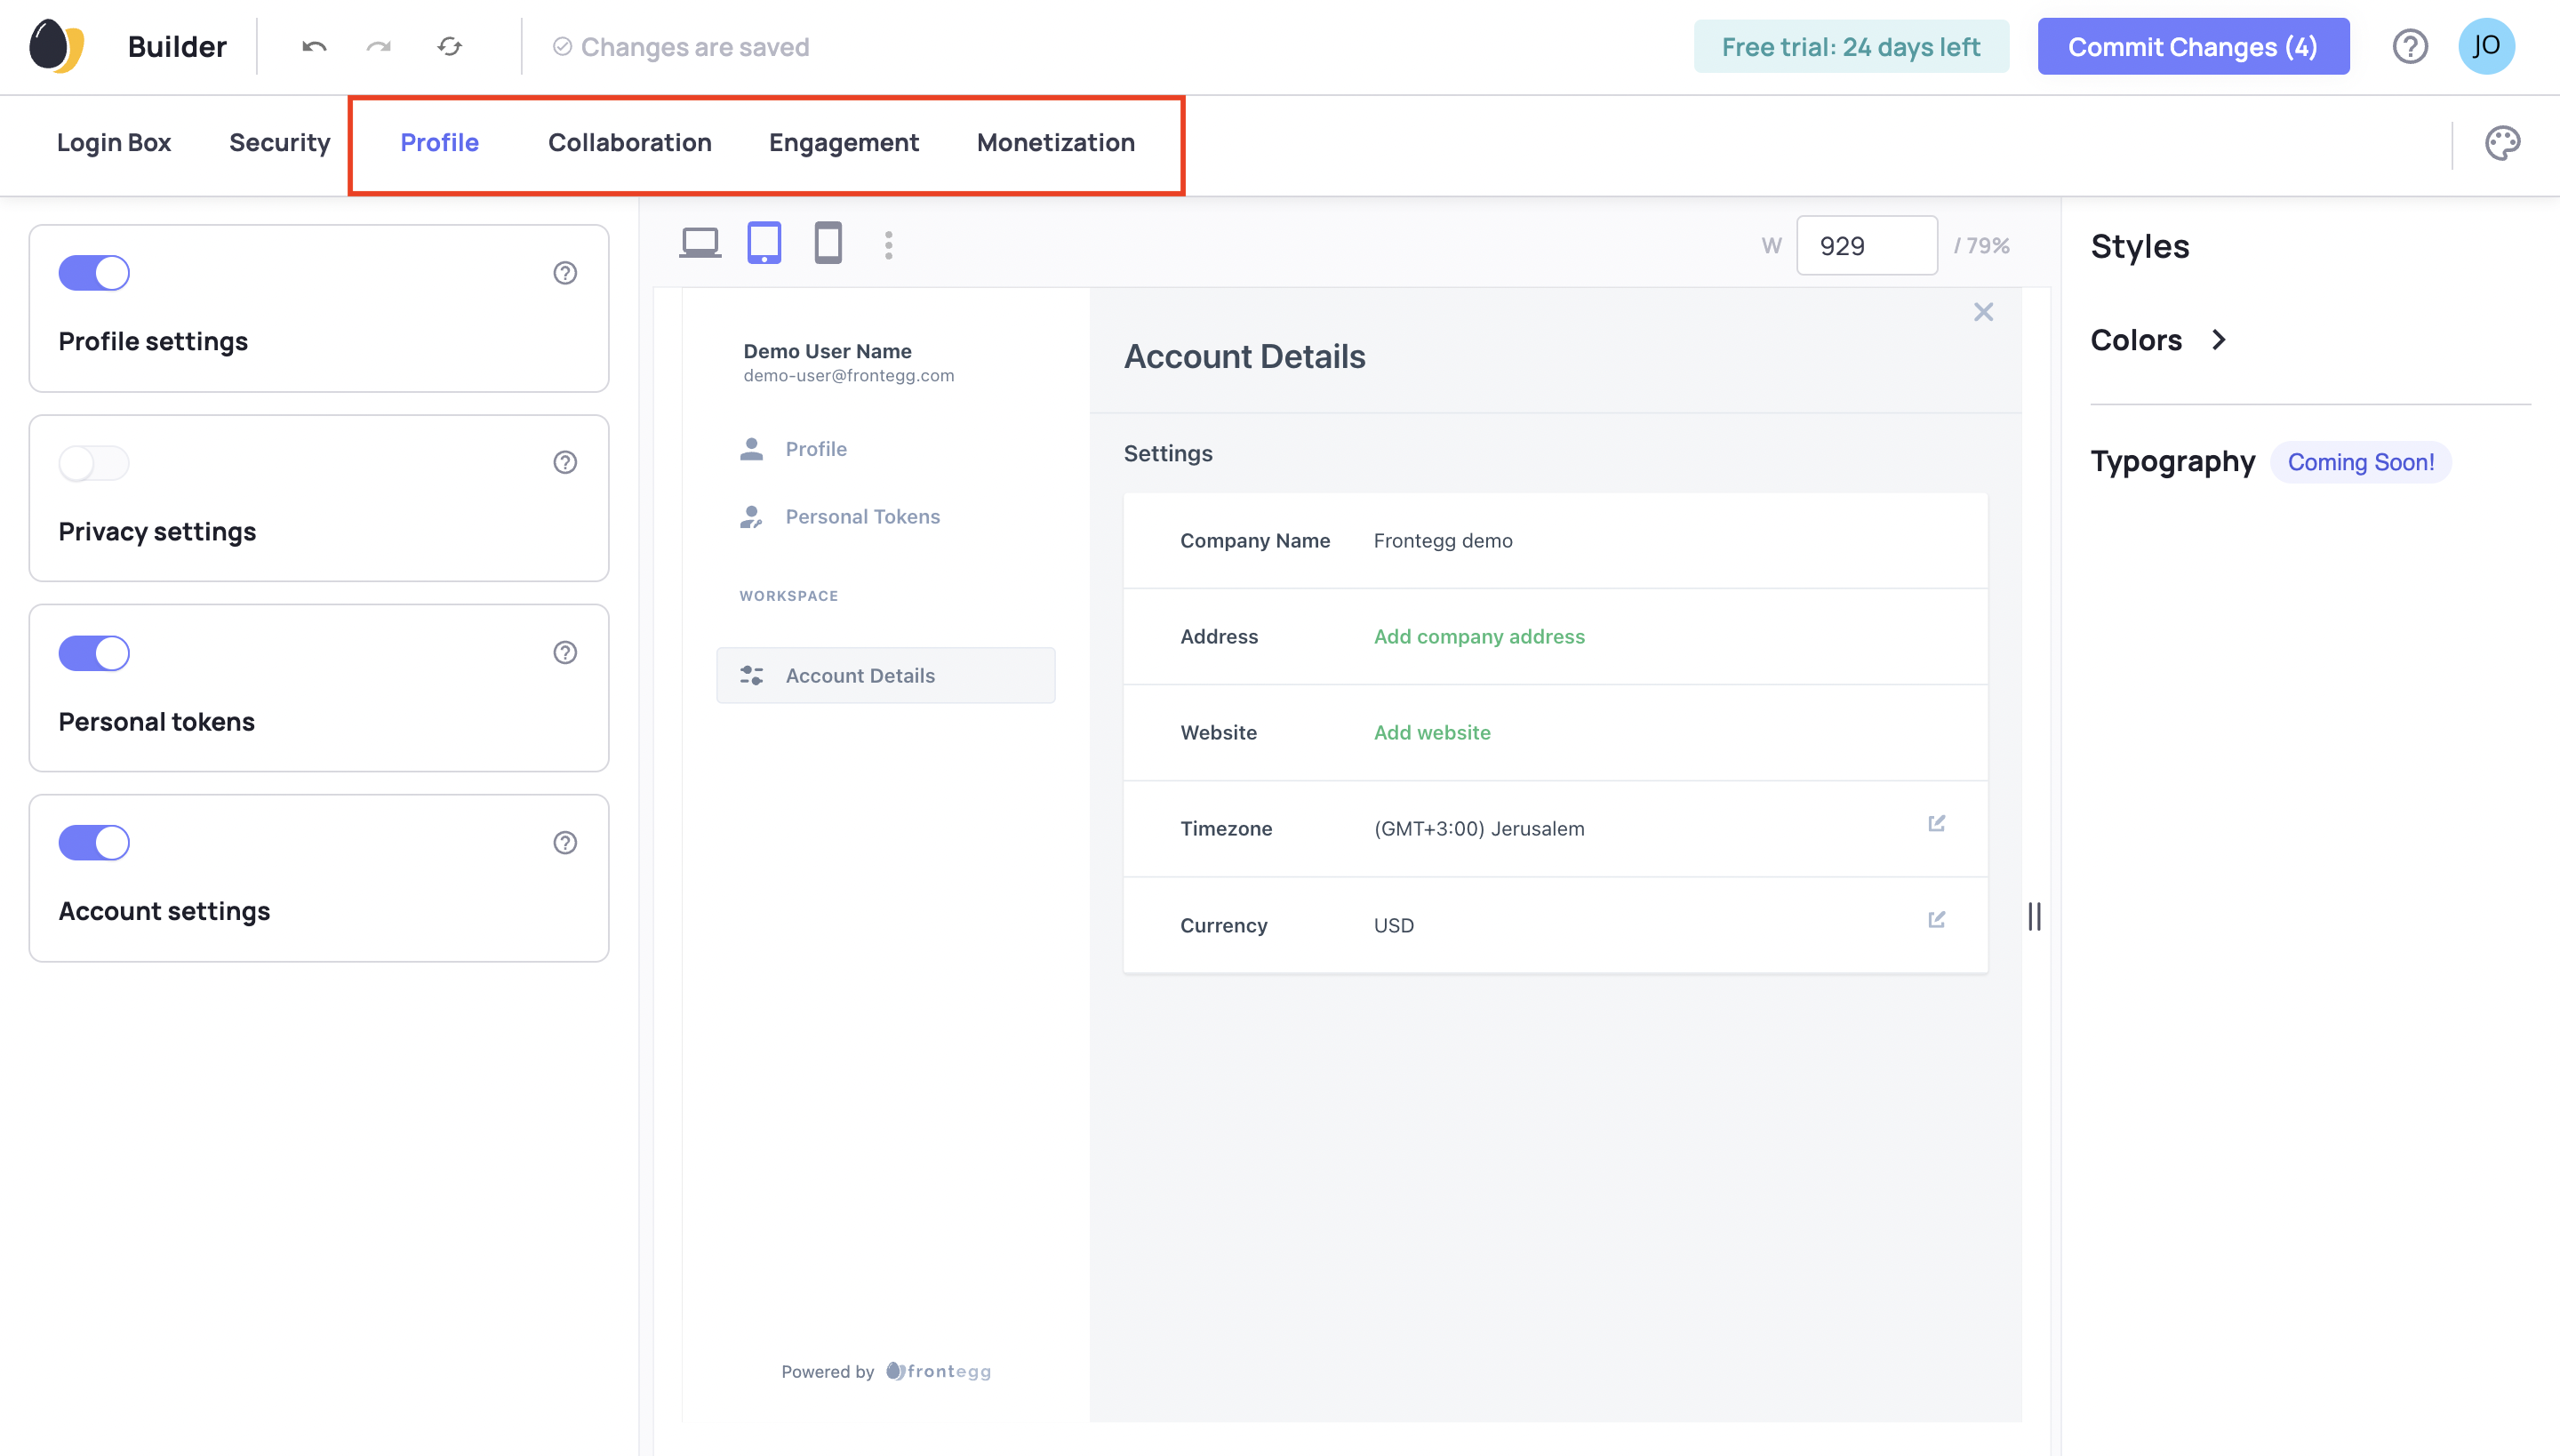 Builder
Changes are saved
Free trial: 24 days left
Commit Changes (4)
JO
Login Box
Security
Profile
Collaboration
Engagement
Monetization
Profile settings
Privacy settings
Personal tokens
Account settings
W 929 / 79%
Demo User Name
demo-user@frontegg.com
Profile
Personal Tokens
WORKSPACE
Account Details
Powered by frontegg
Account Details
Settings
Company Name Frontegg demo
Address Add company address
Website Add website
Timezone (GMT+3:00) Jerusalem
Currency USD
Styles
Colors
Typography Coming Soon!